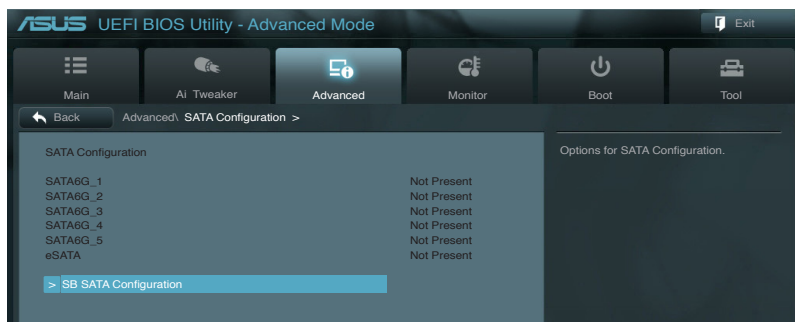 ASUS UEFI BIOS Utility - Advanced Mode
Exit
Main Ai Tweaker Advanced Monitor Boot Tool
Back Advanced\ SATA Configuration >
SATA Configuration
Options for SATA Configuration.
SATA6G_1 Not Present
SATA6G_2 Not Present
SATA6G_3 Not Present
SATA6G_4 Not Present
SATA6G_5 Not Present
eSATA Not Present
> SB SATA Configuration